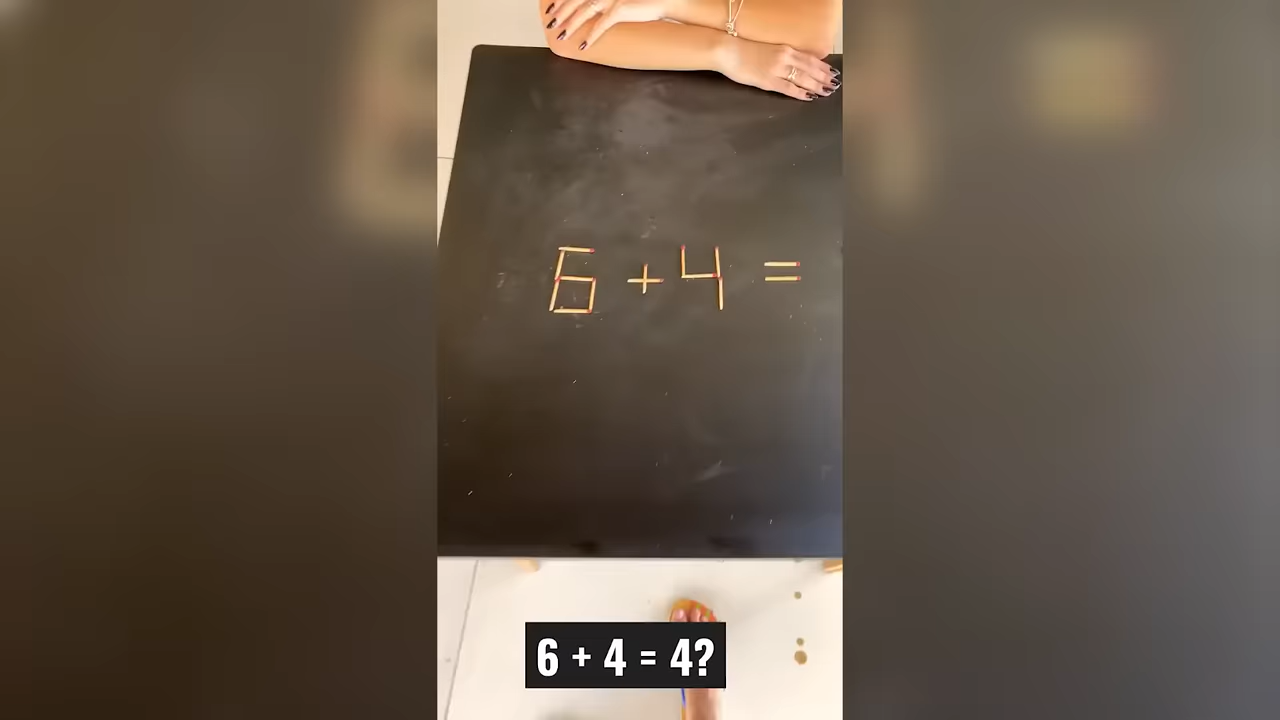 6 + 4 =
6 + 4 = 4?